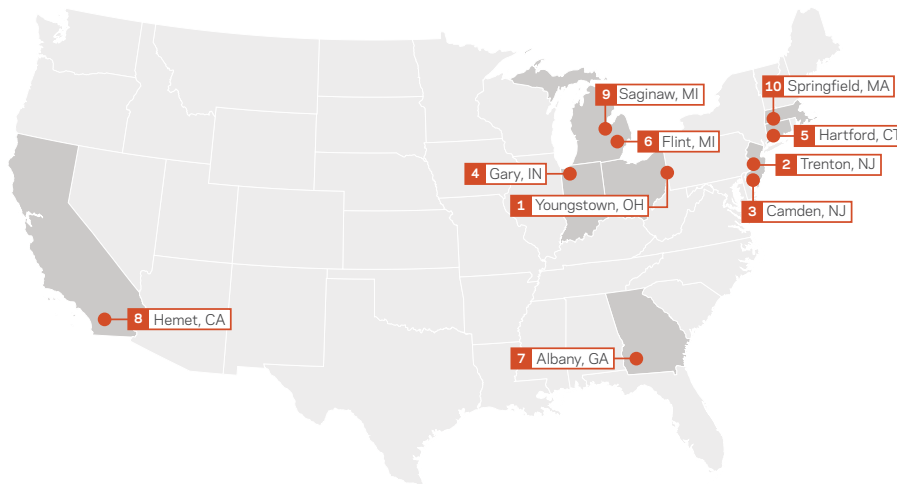 10 Springfield, MA
9 Saginaw, MI
5 Hartford, CT
6 Flint, MI
2 Trenton, NJ
4 Gary, IN
1 Youngstown, OH
3 Camden, NJ
8 Hemet, CA
7 Albany, GA